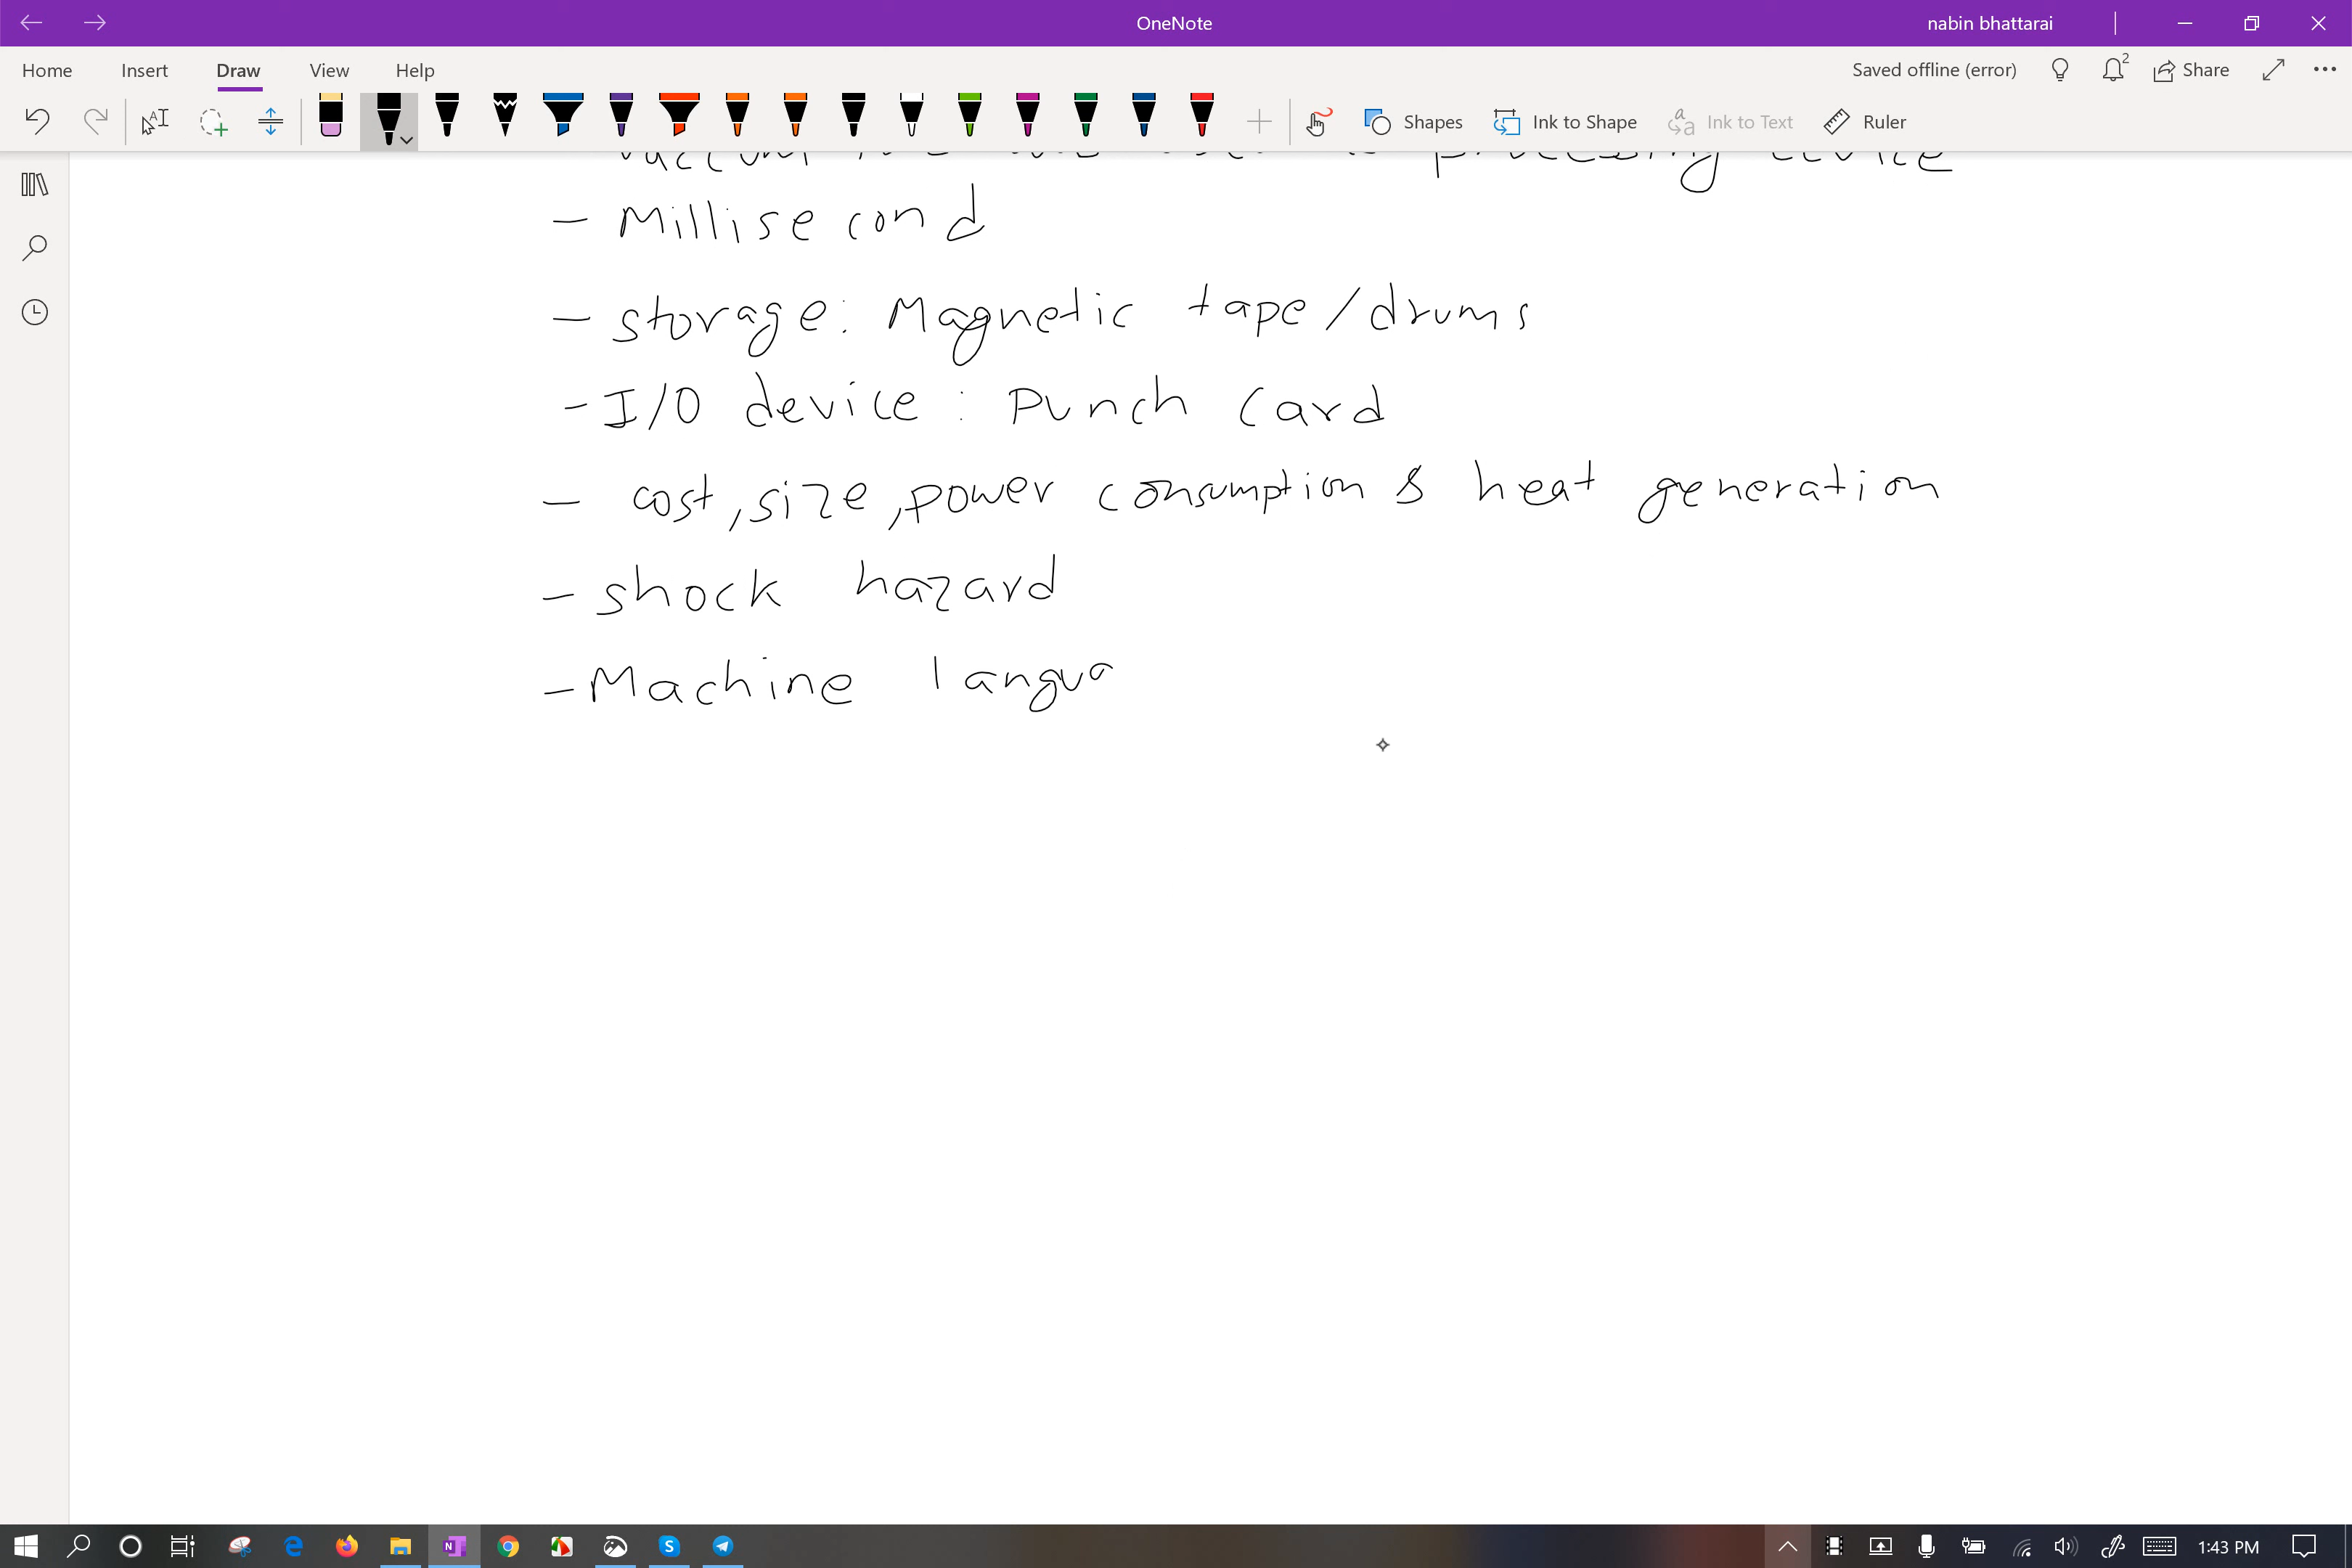 OneNote
nabin bhattarai
Home Insert Draw View Help
Saved offline (error)
2
Share
Shapes
Ink to Shape
Ink to Text
Ruler
processing
- Millisecond
- storage: Magnetic tape/drums
- I/O device: Punch card
- cost, size, power consumption & heat generation
- shock hazard
- Machine langua
1:43 PM